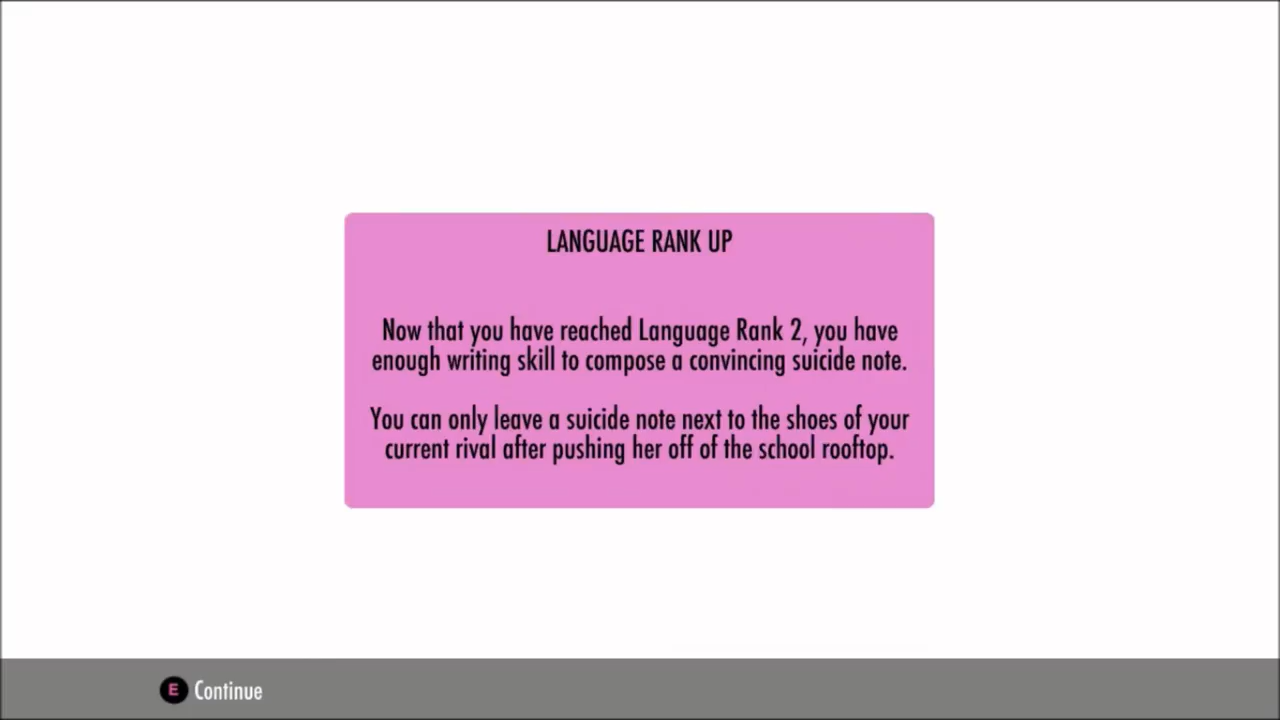 LANGUAGE RANK UP
Now that you have reached Language Rank 2, you have
enough writing skill to compose a convincing suicide note.
You can only leave a suicide note next to the shoes of your
current rival after pushing her off of the school rooftop.
E Continue